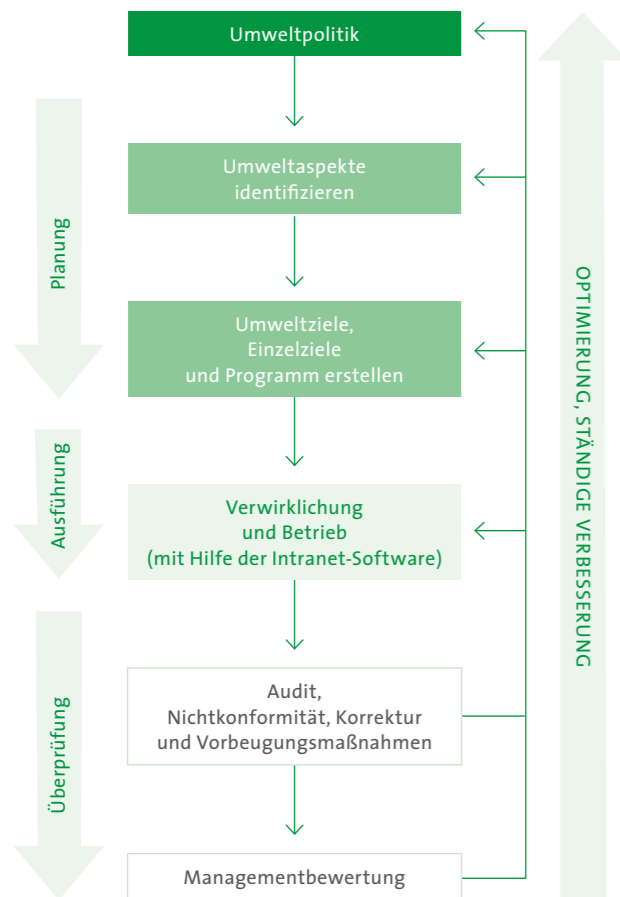 Umweltpolitik
Umweltaspekte
identifizieren
Planung
Umweltziele,
Einzelziele
und Programm erstellen
Ausführung
Verwirklichung
und Betrieb
(mit Hilfe der Intranet-Software)
Überprüfung
Audit,
Nichtkonformität, Korrektur
und Vorbeugungsmaßnahmen
Managementbewertung
OPTIMIERUNG, STÄNDIGE VERBESSERUNG